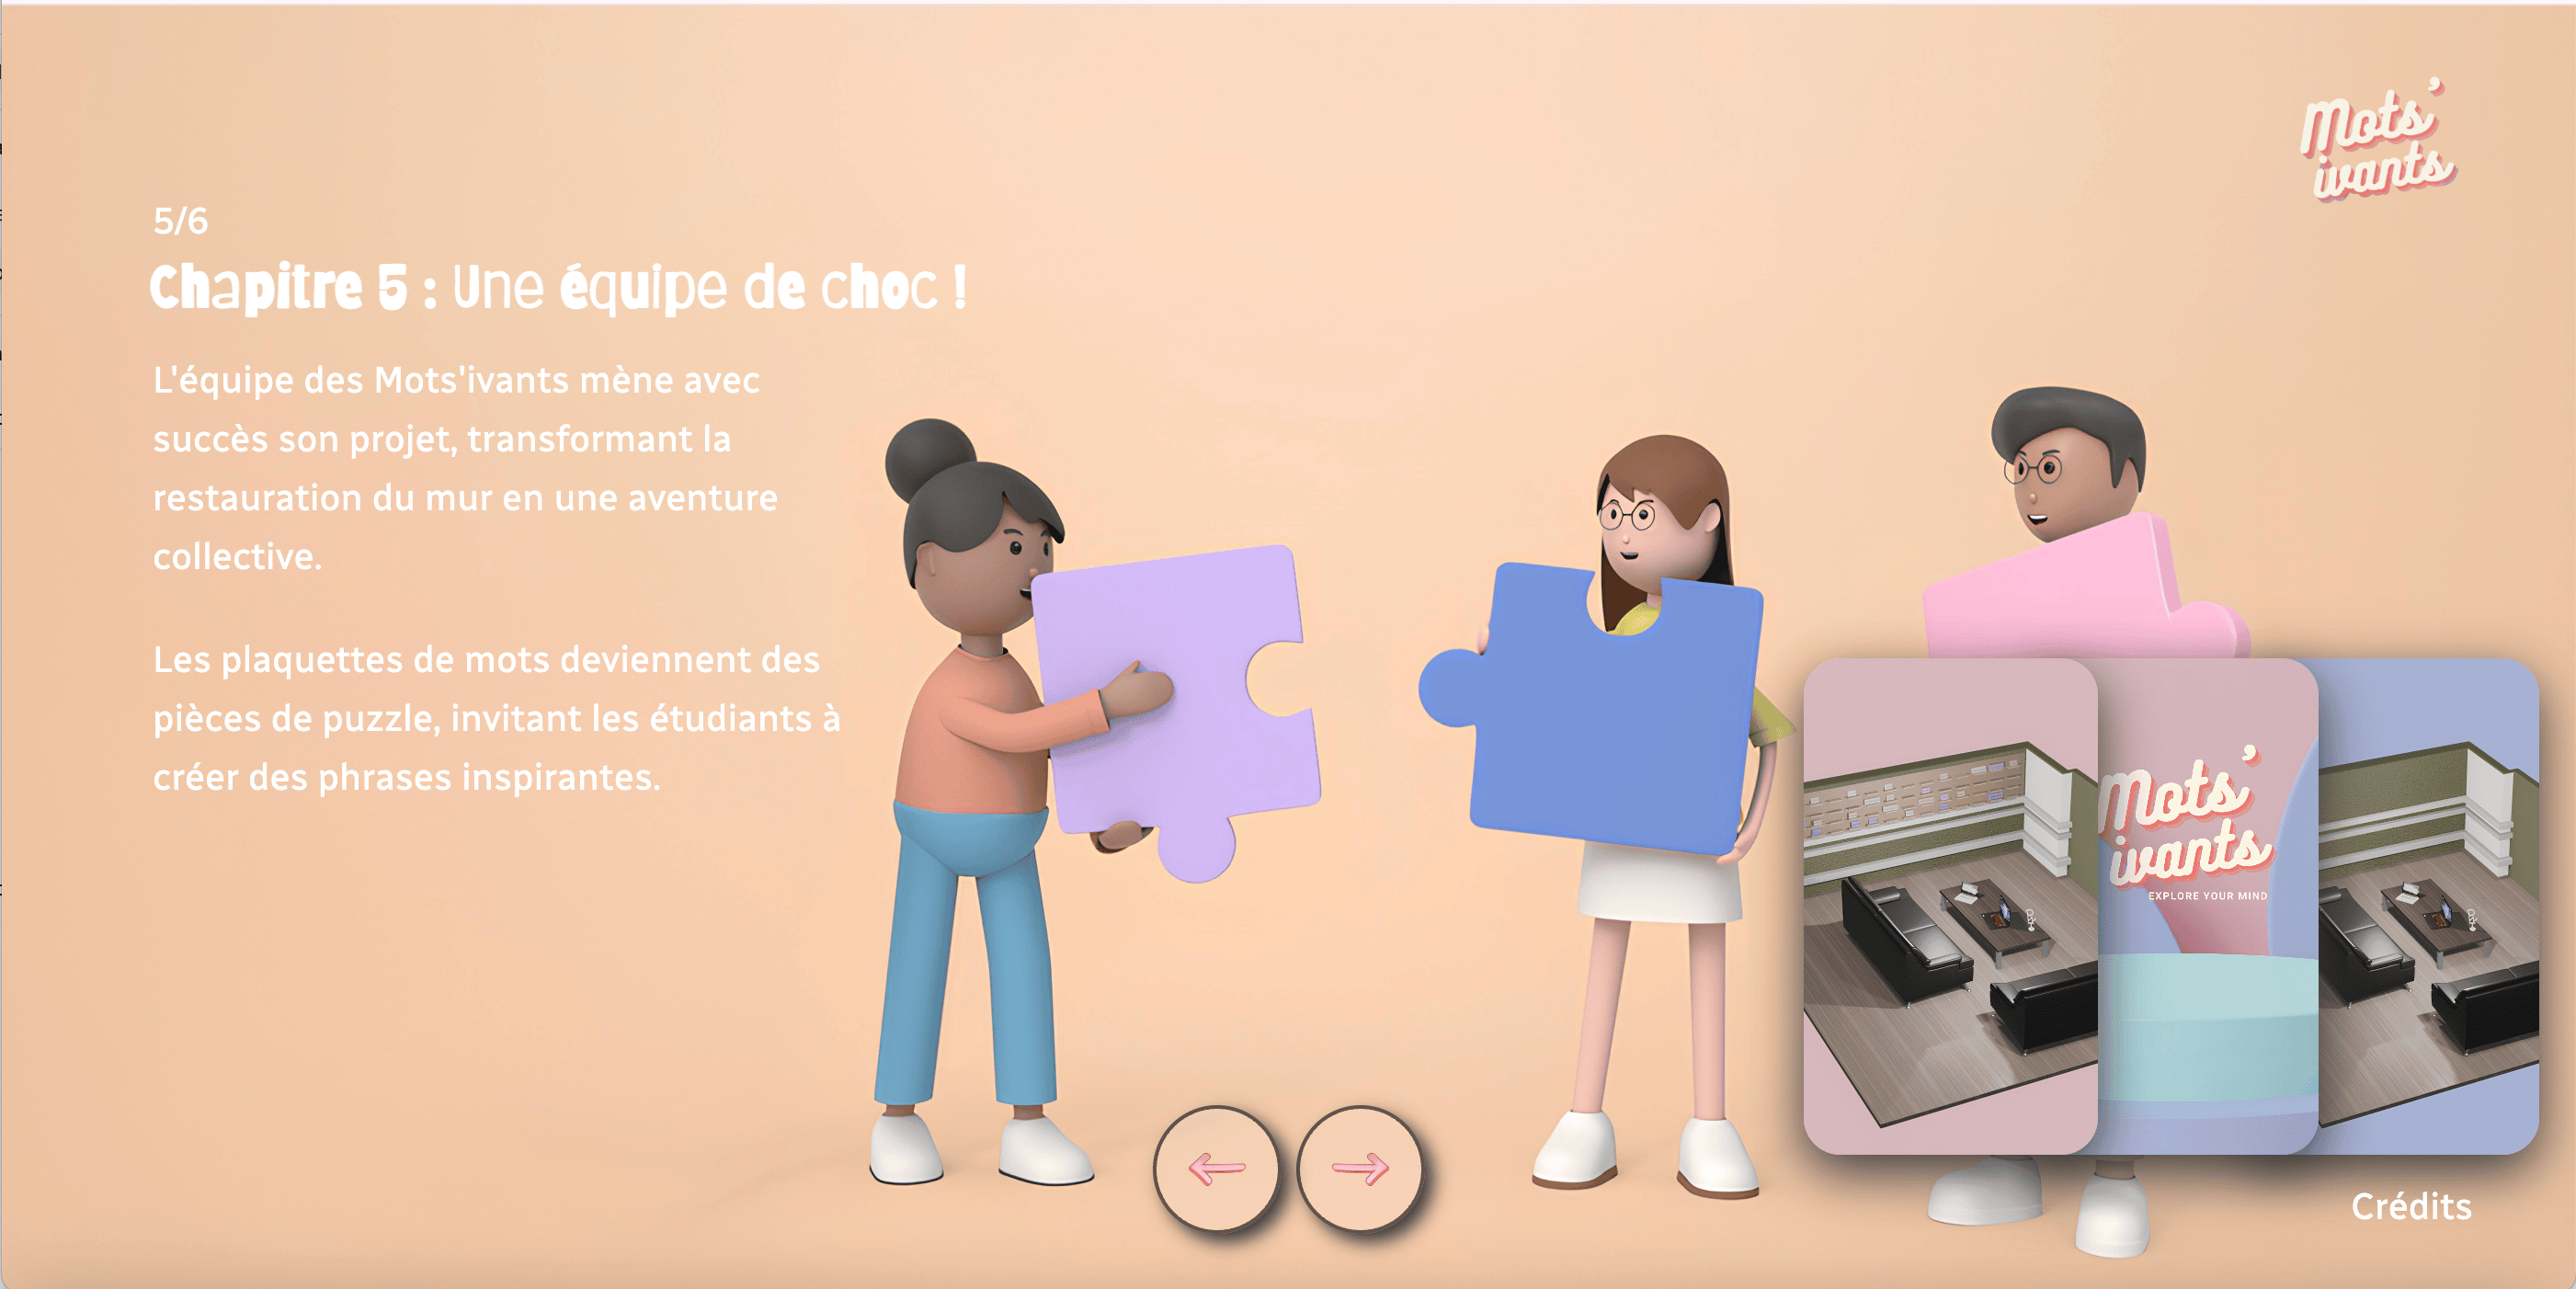 Mots'
ivants
5/6
Chapitre 5 : Une équipe de choc !
L'équipe des Mots'ivants mène avec
succès son projet, transformant la
restauration du mur en une aventure
collective.
Les plaquettes de mots deviennent des
pièces de puzzle, invitant les étudiants à
créer des phrases inspirantes.
Mots'
ivants
EXPLORE YOUR MIND
Crédits